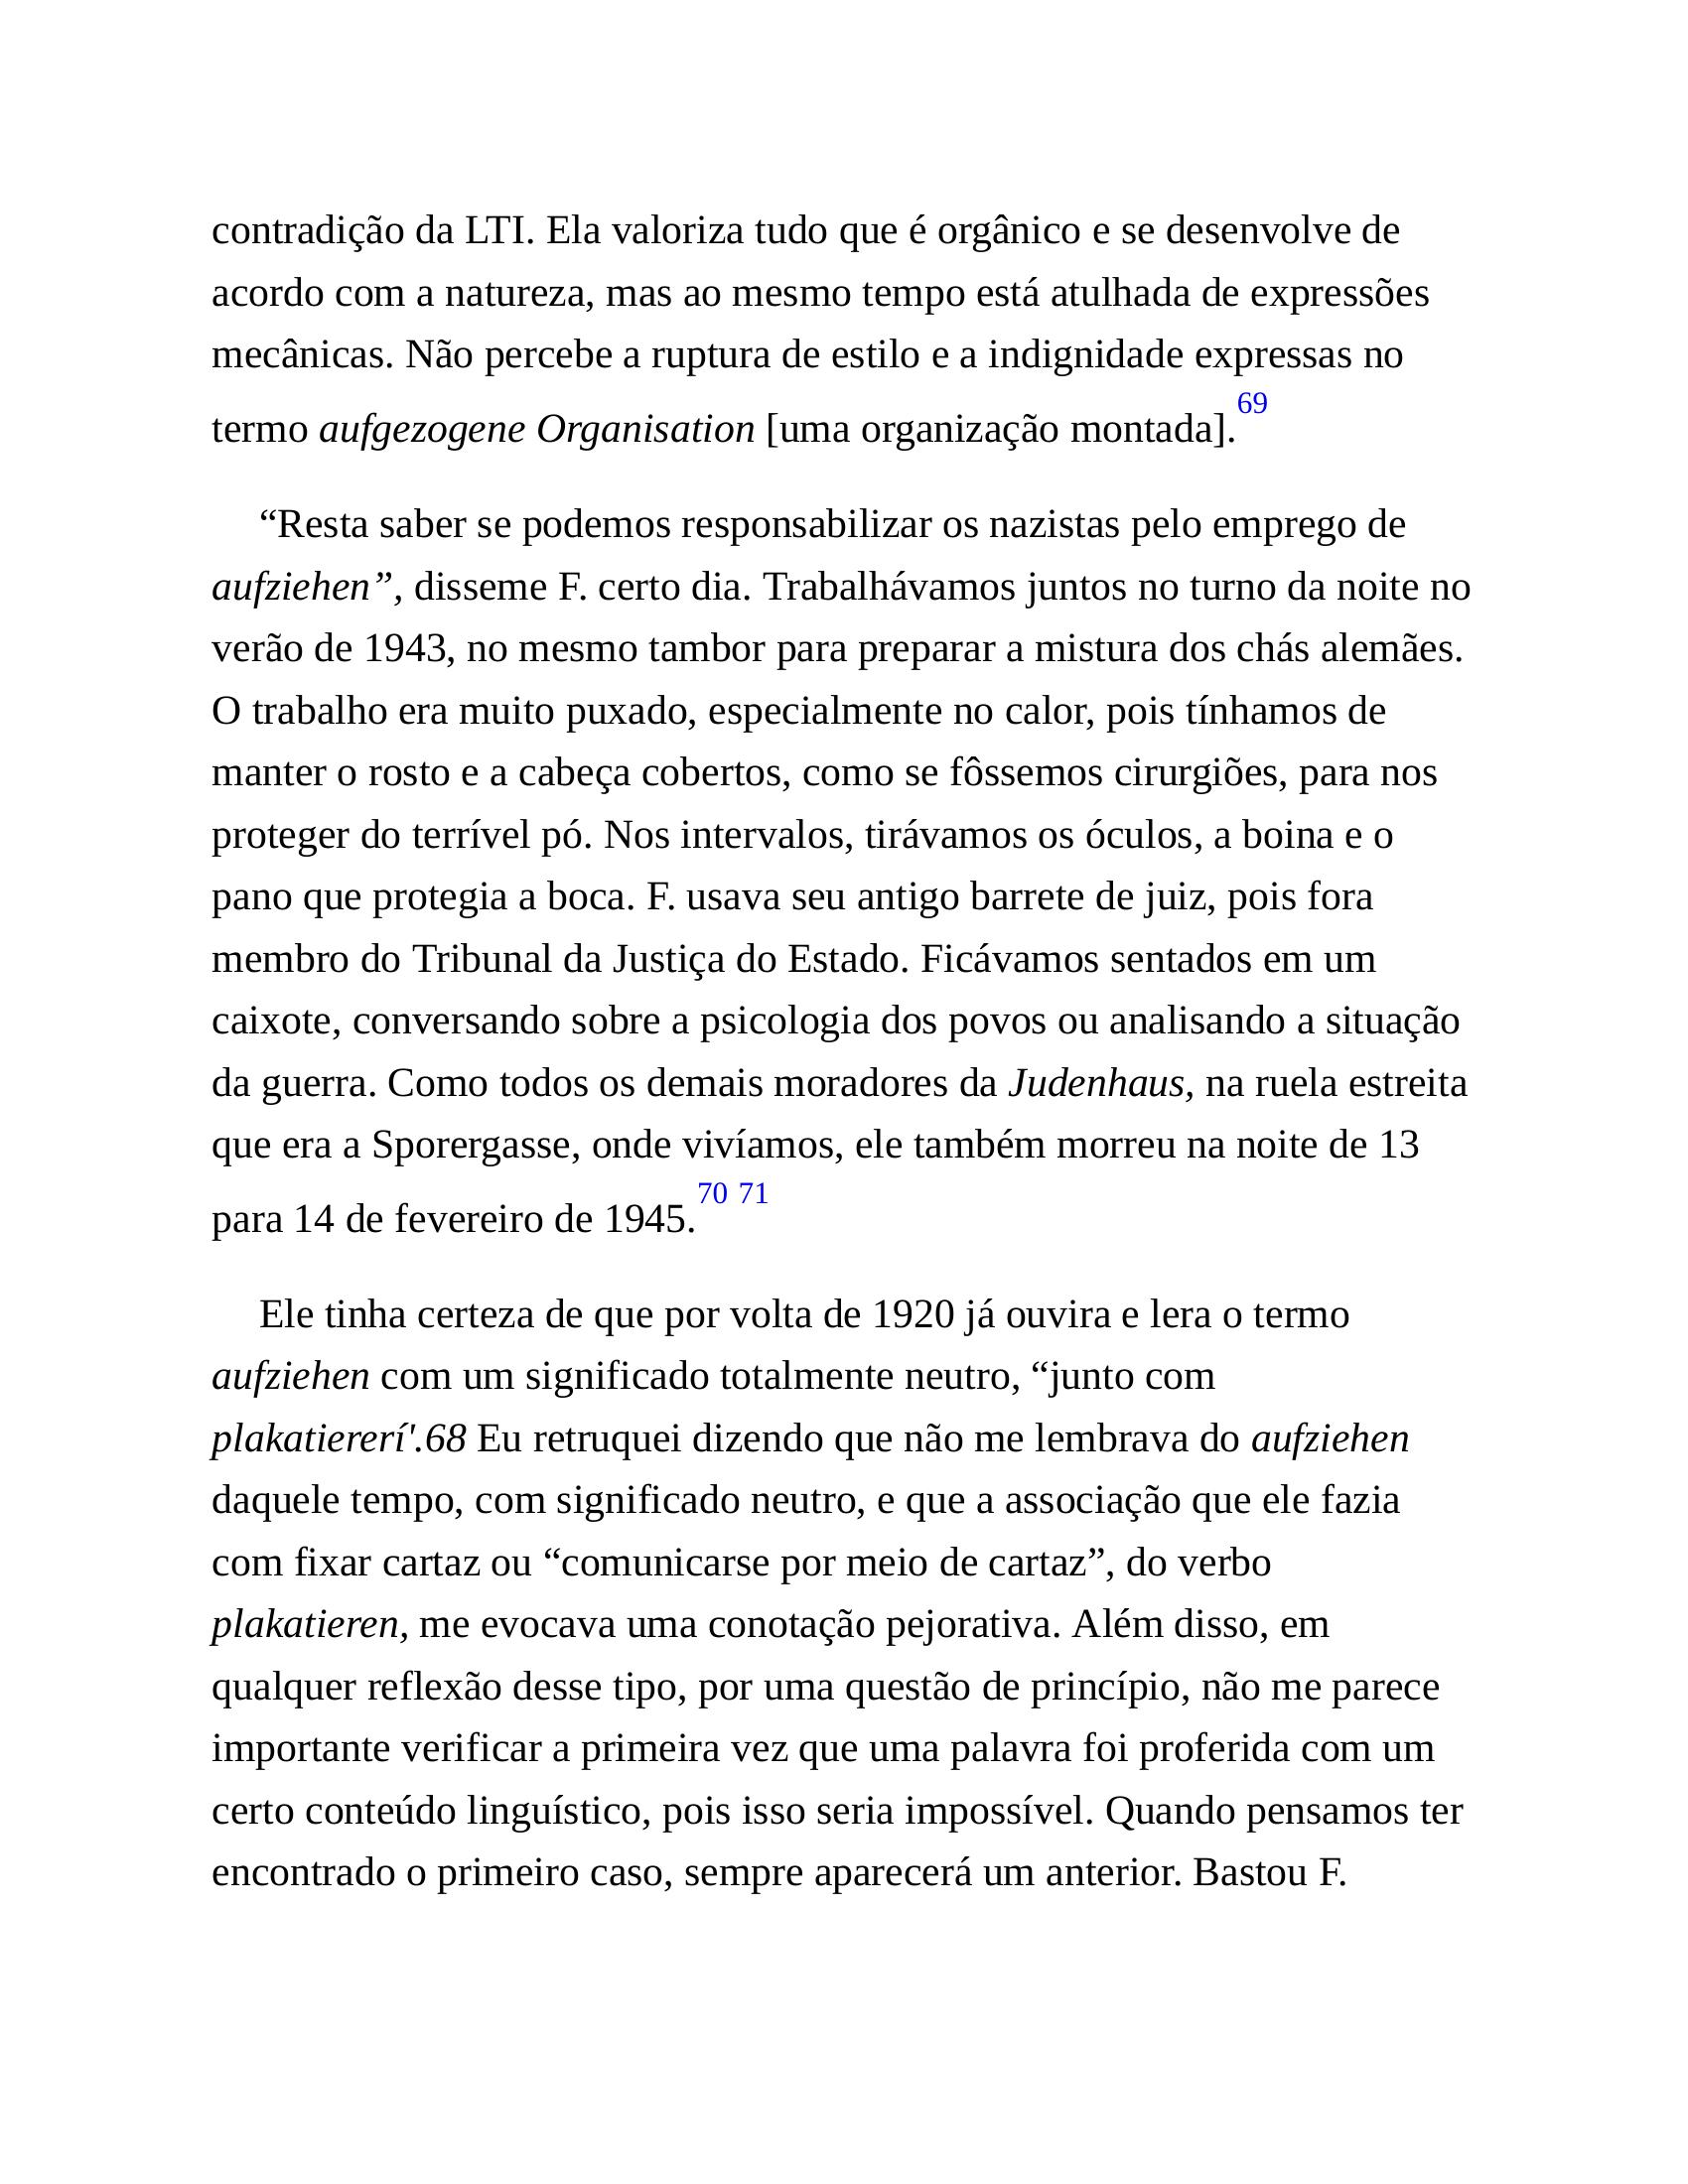 contradição da LTI. Ela valoriza tudo que é orgânico e se desenvolve de
acordo com a natureza, mas ao mesmo tempo está atulhada de expressões
mecânicas. Não percebe a ruptura de estilo e a indignidade expressas no
termo aufgezogene Organisation [uma organização montada].69
“Resta saber se podemos responsabilizar os nazistas pelo emprego de
aufziehen”, disseme F. certo dia. Trabalhávamos juntos no turno da noite no
verão de 1943, no mesmo tambor para preparar a mistura dos chás alemães.
O trabalho era muito puxado, especialmente no calor, pois tínhamos de
manter o rosto e a cabeça cobertos, como se fôssemos cirurgiões, para nos
proteger do terrível pó. Nos intervalos, tirávamos os óculos, a boina e o
pano que protegia a boca. F. usava seu antigo barrete de juiz, pois fora
membro do Tribunal da Justiça do Estado. Ficávamos sentados em um
caixote, conversando sobre a psicologia dos povos ou analisando a situação
da guerra. Como todos os demais moradores da Judenhaus, na ruela estreita
que era a Sporergasse, onde vivíamos, ele também morreu na noite de 13
para 14 de fevereiro de 1945.70 71
Ele tinha certeza de que por volta de 1920 já ouvira e lera o termo
aufziehen com um significado totalmente neutro, “junto com
plakatiererí'.68 Eu retruquei dizendo que não me lembrava do aufziehen
daquele tempo, com significado neutro, e que a associação que ele fazia
com fixar cartaz ou “comunicarse por meio de cartaz”, do verbo
plakatieren, me evocava uma conotação pejorativa. Além disso, em
qualquer reflexão desse tipo, por uma questão de princípio, não me parece
importante verificar a primeira vez que uma palavra foi proferida com um
certo conteúdo linguístico, pois isso seria impossível. Quando pensamos ter
encontrado o primeiro caso, sempre aparecerá um anterior. Bastou F.